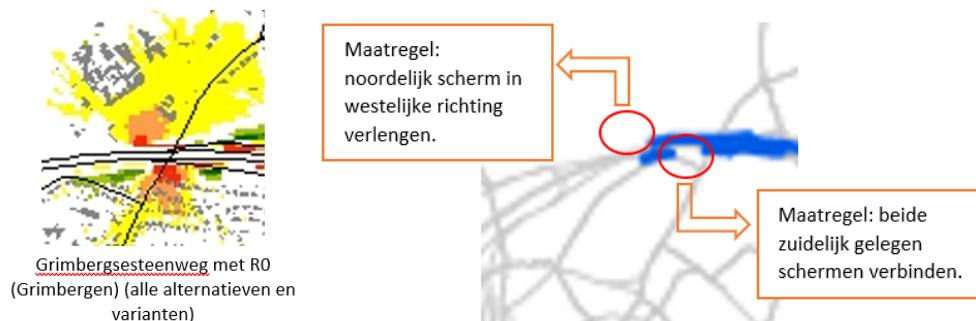 Grimbergsesteenweg met R0
(Grimbergen) (alle alternatieven en
varianten)
Maatregel:
noordelijk scherm in
westelijke richting
verlengen.
Maatregel: beide
zuidelijk gelegen
schermen verbinden.